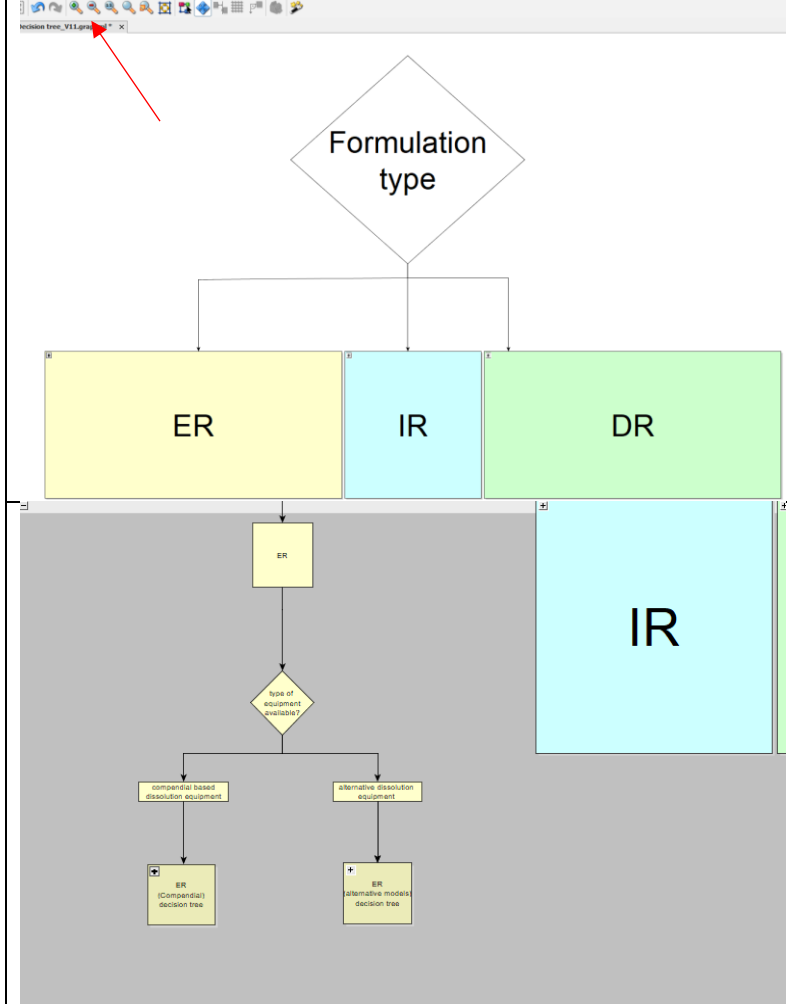 Formulation
type
ER
IR
DR
ER
IR
type of
equipment
available?
compendial based
dissolution equipment
alternative dissolution
equipment
ER
(Compendial)
decision tree
ER
(alternative models)
decision tree